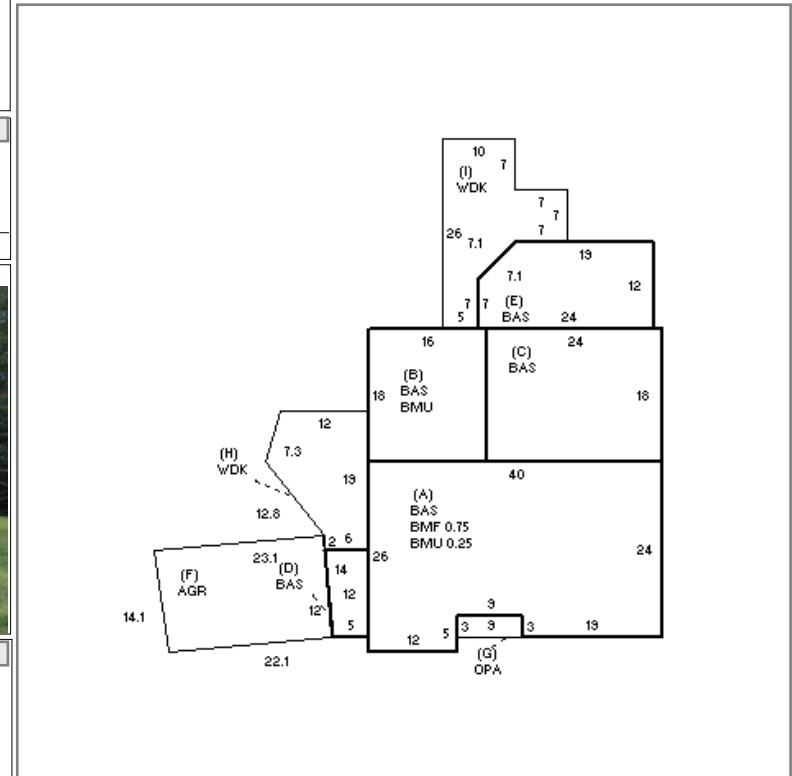 10
7
(I)
WDK
7
7
7
26
7.1
19
7.1
12
7
7
(E)
5
BAS
24
16
24
(C)
BAS
(B)
BAS
BMU
18
18
12
7.3
(H)
WDK
19
40
(A)
BAS
BMF 0.75
BMU 0.25
12.8
2
6
26
24
23.1
(D)
BAS
14
(F)
AGR
12
12
14.1
9
5
3
9
3
19
12
5
(G)
OPA
22.1